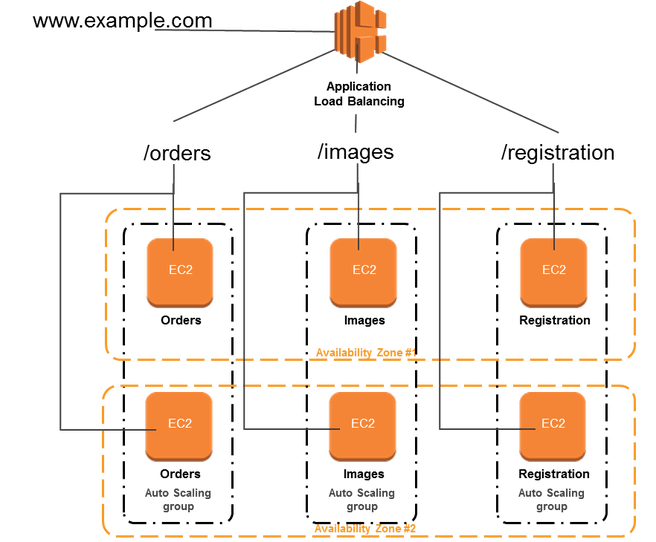 www.example.com
Application
Load Balancing
/orders
/images
/registration
EC2
EC2
EC2
Orders
Images
Registration
Availability Zone #1
EC2
EC2
EC2
Orders
Images
Registration
Auto Scaling
group
Auto Scaling
group
Auto Scaling
group
Availability Zone #2